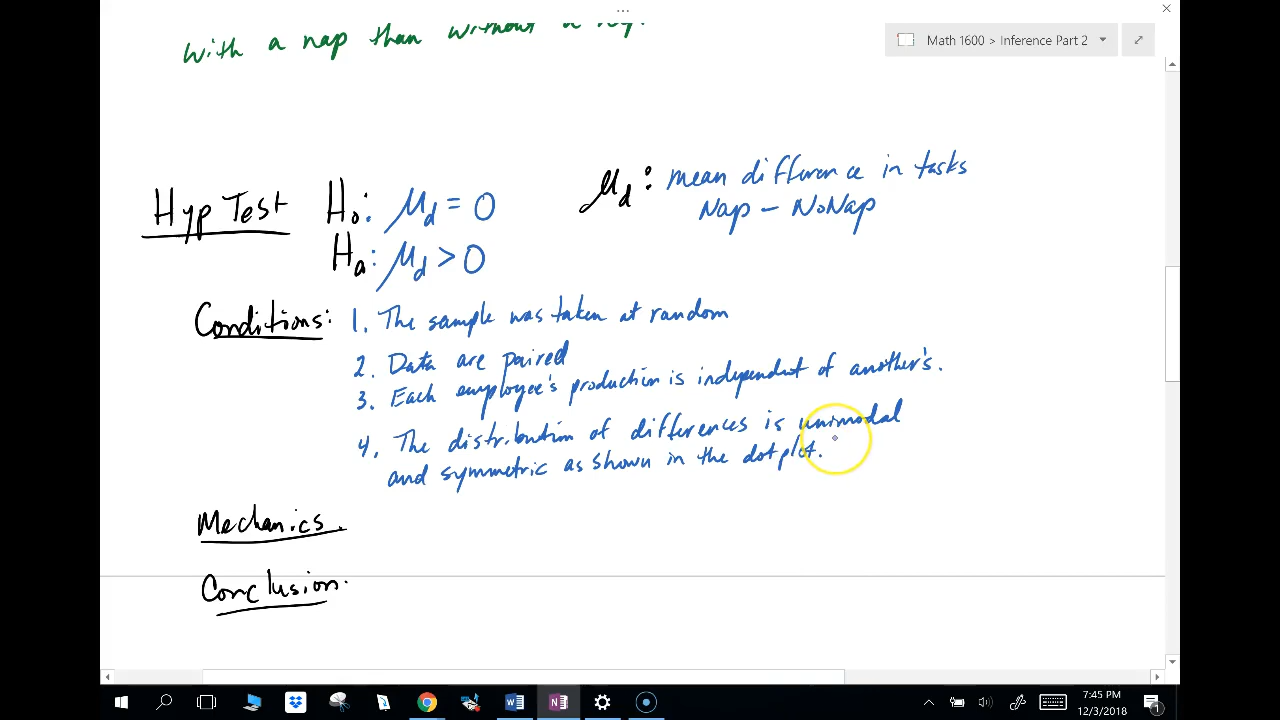 with a nap than without a
Math 1600 > Inference Part 2
Hyp Test H₀: μd = 0
Ha: μd > 0
μd: mean difference in tasks
Nap - NoNap
Conditions: 1. The sample was taken at random
2. Data are paired
3. Each employee's production is independent of another's.
4. The distribution of differences is unimodal
and symmetric as shown in the dotplot.
Mechanics.
Conclusion.
7:45 PM
12/3/2018